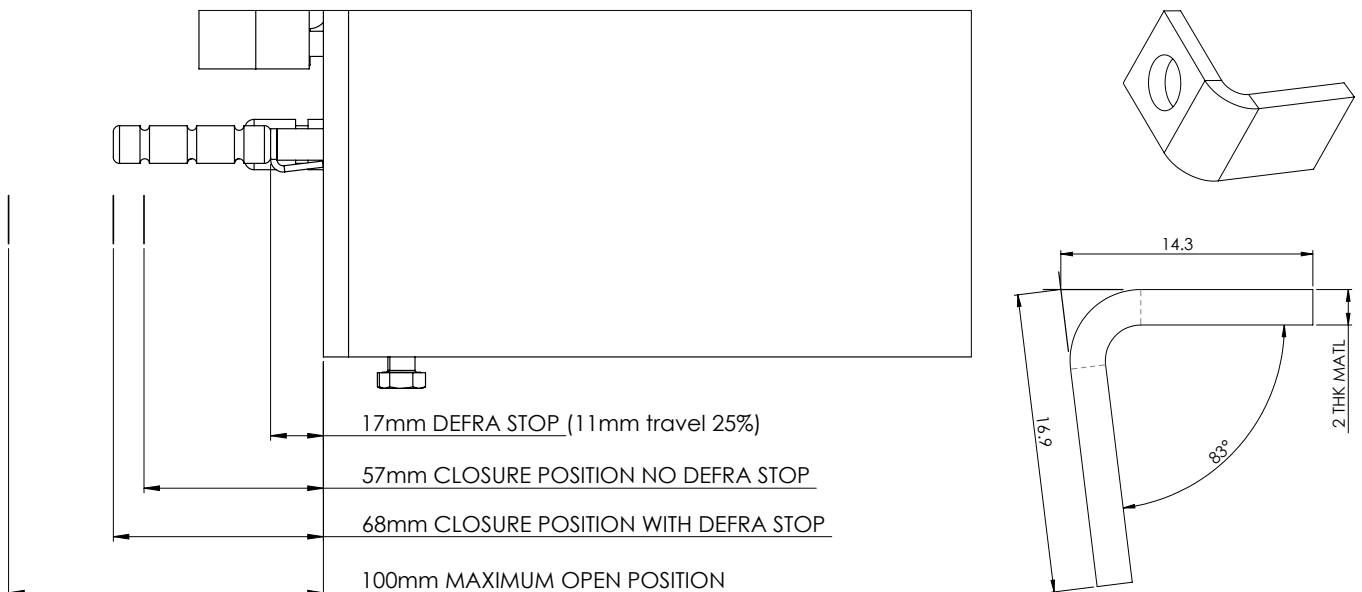 14.3
2 THK MATL
16.9
83°
17mm DEFRA STOP (11mm travel 25%)
57mm CLOSURE POSITION NO DEFRA STOP
68mm CLOSURE POSITION WITH DEFRA STOP
100mm MAXIMUM OPEN POSITION